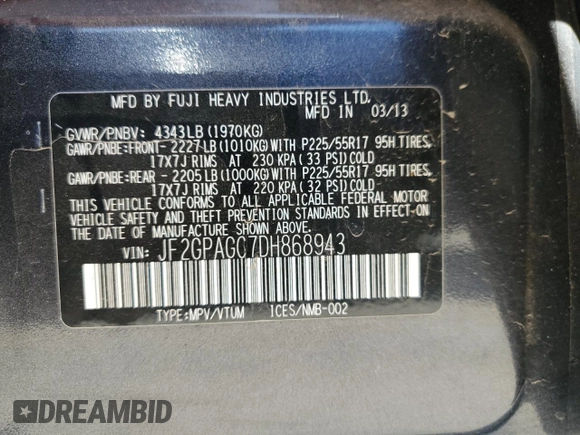 MFD BY FUJI HEAVY INDUSTRIES LTD.
MFD IN 03/13
GVWR/PNBV: 4343LB (1970KG)
GAWR/PNBE-FRONT- 2227LB (1010KG) WITH P225/55R17 95H TIRES,
17X7J RIMS AT 230 KPA (33 PSI) COLD
GAWR/PNBE-REAR - 2205LB (1000KG) WITH P225/55R17 95H TIRES,
17X7J RIMS AT 220 KPA (32 PSI) COLD
THIS VEHICLE CONFORMS TO ALL APPLICABLE FEDERAL MOTOR
VEHICLE SAFETY AND THEFT PREVENTION STANDARDS IN EFFECT ON
THE DATE OF MANUFACTURE SHOWN ABOVE.
VIN: JF2GPAGC7DH868943
TYPE:MPV/VTUM ICES/NMB-002
DREAMBID